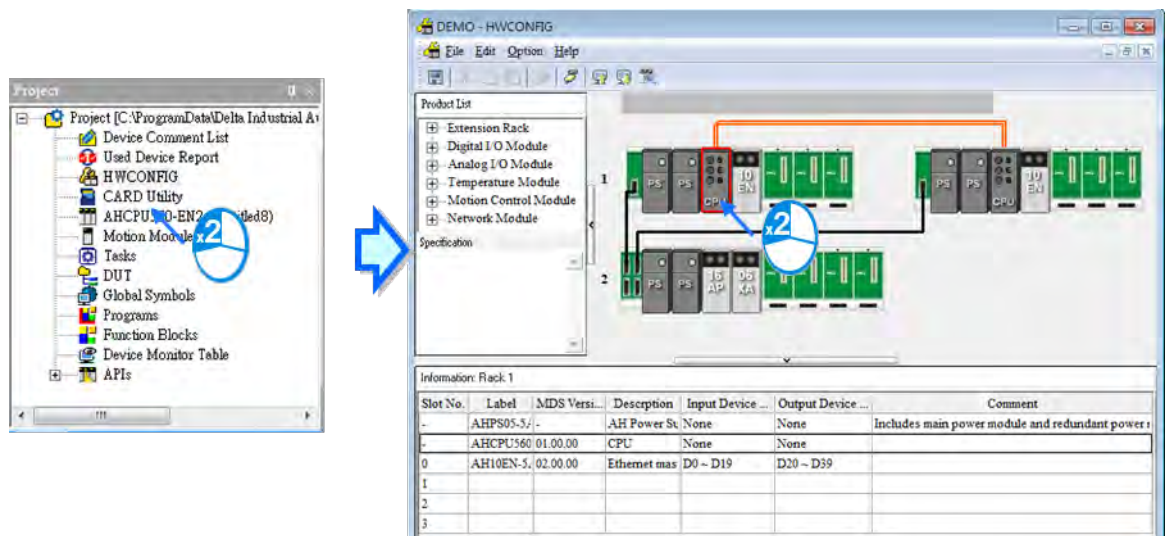 Project
Project [C:\ProgramData\Delta Industrial Au
Device Comment List
Used Device Report
HWCONFIG
CARD Utility
Motion Module
Tasks
DUT
Global Symbols
Programs
Function Blocks
Device Monitor Table
APIs
x2
DEMO - HWCONFIG
File Edit Option Help
Product List
Extension Rack
Digital I/O Module
Analog I/O Module
Temperature Module
Motion Control Module
Network Module
Specification
1
PS PS CPU 10 EN
PS PS CPU 10 EN
x2
2
PS PS 16 AP 06 XA
Information: Rack 1
Slot No. Label MDS Versi... Descrption Input Device ... Output Device ... Comment
- AHPS05-5 - AH Power Su None None Includes main power module and redundant power
- AHCPU560 01.00.00 CPU None None
0 AH10EN-5. 02.00.00 Ethernet mas D0 ~ D19 D20 ~ D39
1
2
3